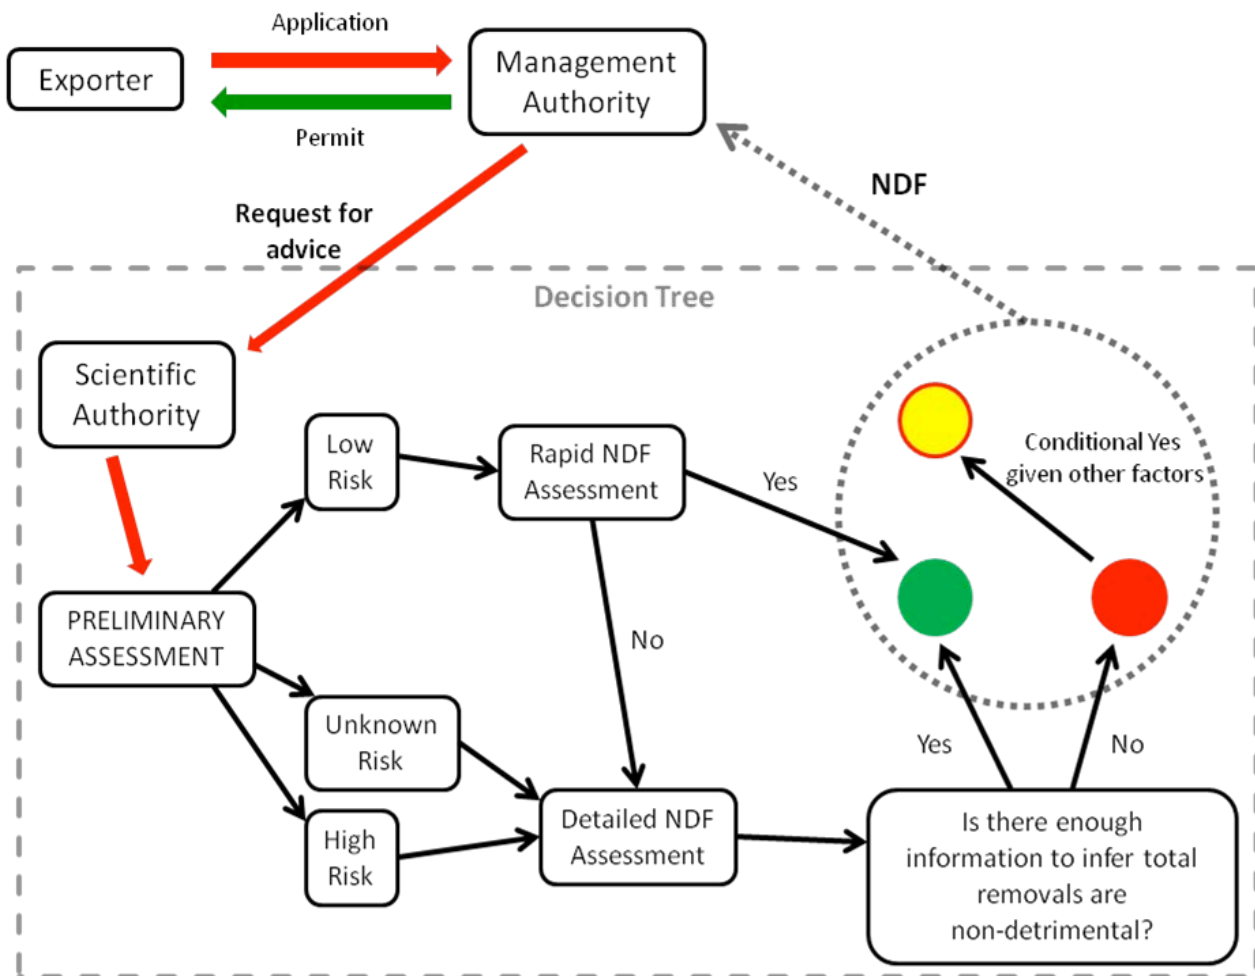 Application
Exporter
Management
Authority
Permit
NDF
Request for
advice
Decision Tree
Scientific
Authority
Low
Risk
Rapid NDF
Assessment
Yes
Conditional Yes
given other factors
PRELIMINARY
ASSESSMENT
No
Unknown
Risk
Yes
No
High
Risk
Detailed NDF
Assessment
Is there enough
information to infer total
removals are
non-detrimental?